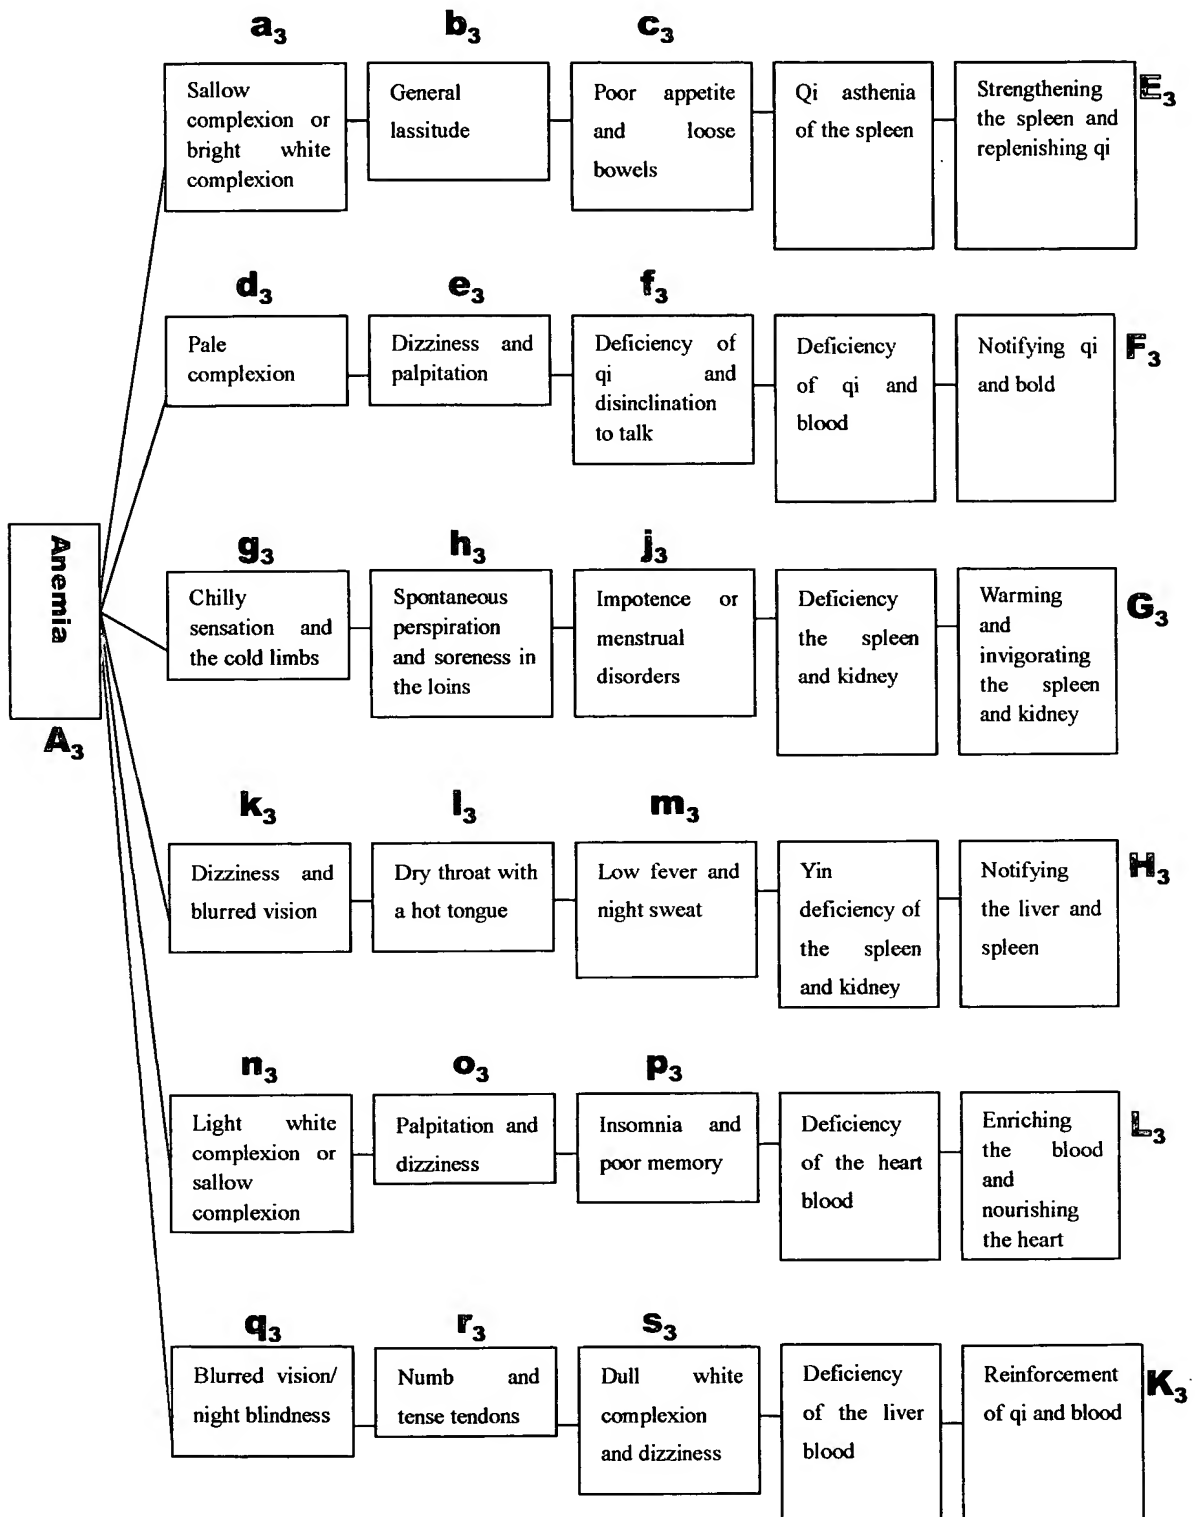 a3
b3
c3
Sallow
complexion or
bright white
complexion
General
lassitude
Poor appetite
and loose
bowels
Qi asthenia
of the spleen
Strengthening
the spleen and
replenishing qi
E3
d3
e3
f3
Pale
complexion
Dizziness and
palpitation
Deficiency of
qi and
disinclination
to talk
Deficiency
of qi and
blood
Notifying qi
and bold
F3
Anemia
A3
g3
h3
j3
Chilly
sensation and
the cold limbs
Spontaneous
perspiration
and soreness in
the loins
Impotence or
menstrual
disorders
Deficiency
the spleen
and kidney
Warming
and
invigorating
the spleen
and kidney
G3
k3
l3
m3
Dizziness and
blurred vision
Dry throat with
a hot tongue
Low fever and
night sweat
Yin
deficiency of
the spleen
and kidney
Notifying
the liver and
spleen
H3
n3
o3
p3
Light white
complexion or
sallow
complexion
Palpitation and
dizziness
Insomnia and
poor memory
Deficiency
of the heart
blood
Enriching
the blood
and
nourishing
the heart
L3
q3
r3
s3
Blurred vision/
night blindness
Numb and
tense tendons
Dull white
complexion
and dizziness
Deficiency
of the liver
blood
Reinforcement
of qi and blood
K3